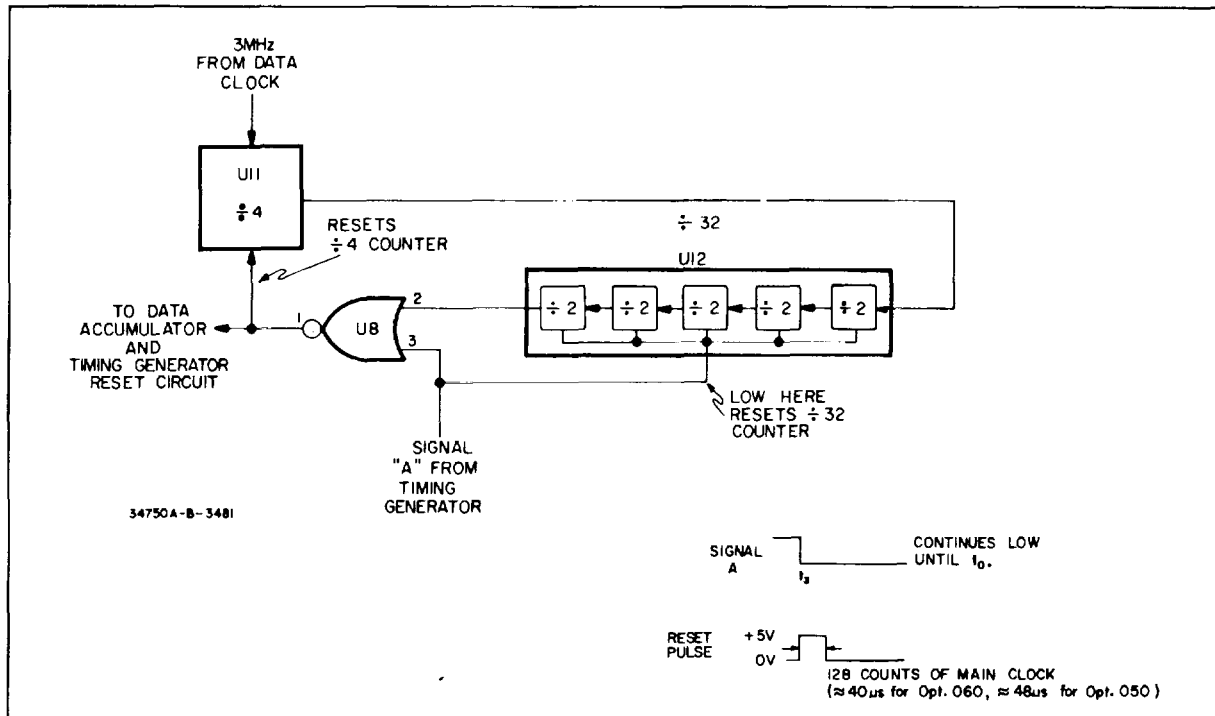 3MHz
FROM DATA
CLOCK
U11
÷4
RESETS
÷4 COUNTER
÷ 32
U12
÷ 2
÷ 2
÷ 2
÷ 2
÷ 2
2
1
U8
3
TO DATA
ACCUMULATOR
AND
TIMING GENERATOR
RESET CIRCUIT
LOW HERE
RESETS ÷ 32
COUNTER
SIGNAL
"A" FROM
TIMING
GENERATOR
34750A-B-3481
SIGNAL
A
t₃
CONTINUES LOW
UNTIL t₀.
RESET
PULSE
+5V
0V
128 COUNTS OF MAIN CLOCK
(≈40µs for Opt. 060, ≈48us for Opt. 050)